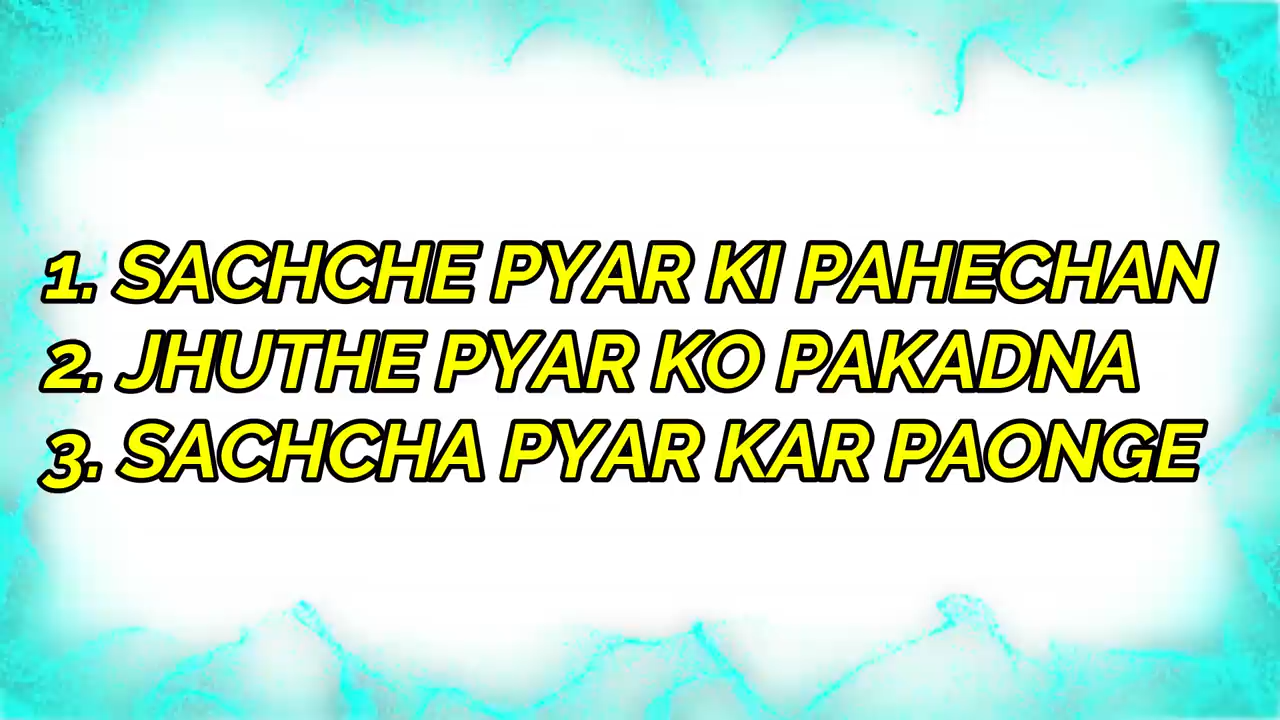 1. SACHCHE PYAR KI PAHECHAN
2. JHUTHE PYAR KO PAKADNA
3. SACHCHA PYAR KAR PAONGE